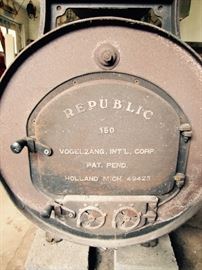 REPUBLIC
150
VOGELZANG, INT'L, CORP.
PAT. PEND.
HOLLAND MICH. 49423